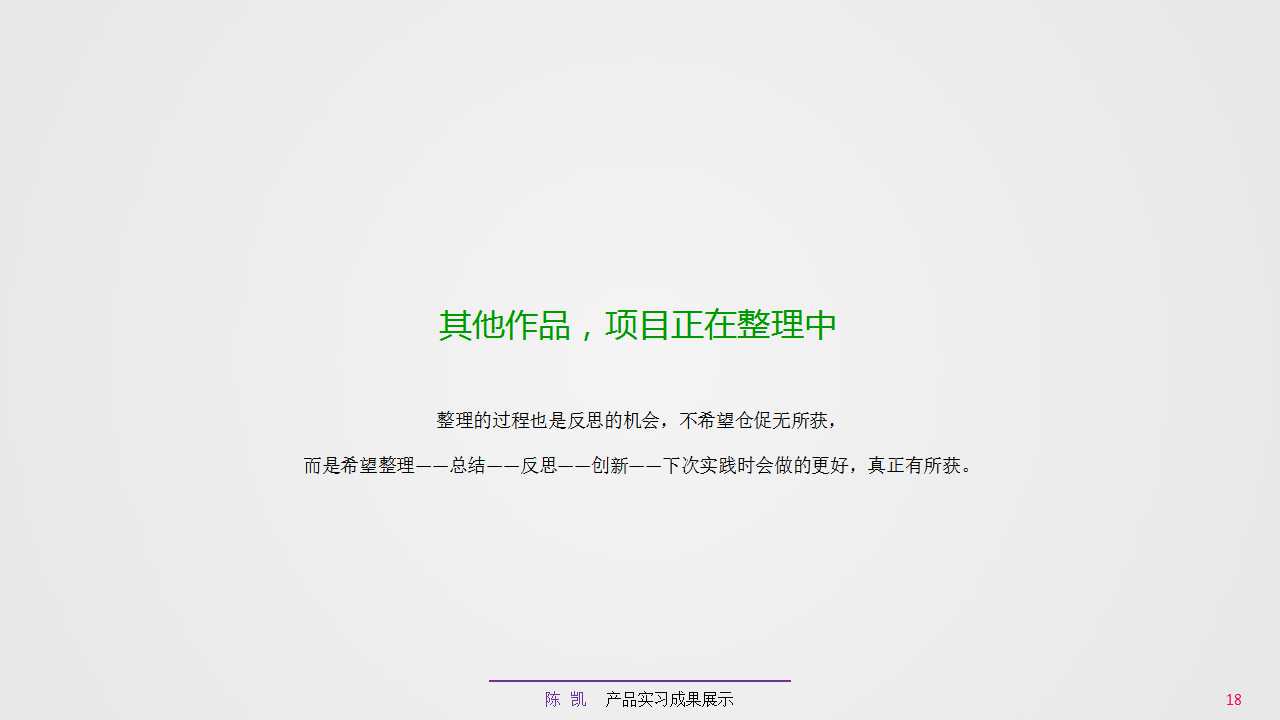 其他作品，项目正在整理中
整理的过程也是反思的机会，不希望仓促无所获，
而是希望整理——总结——反思——创新——下次实践时会做的更好，真正有所获。
陈 凯 产品实习成果展示
18